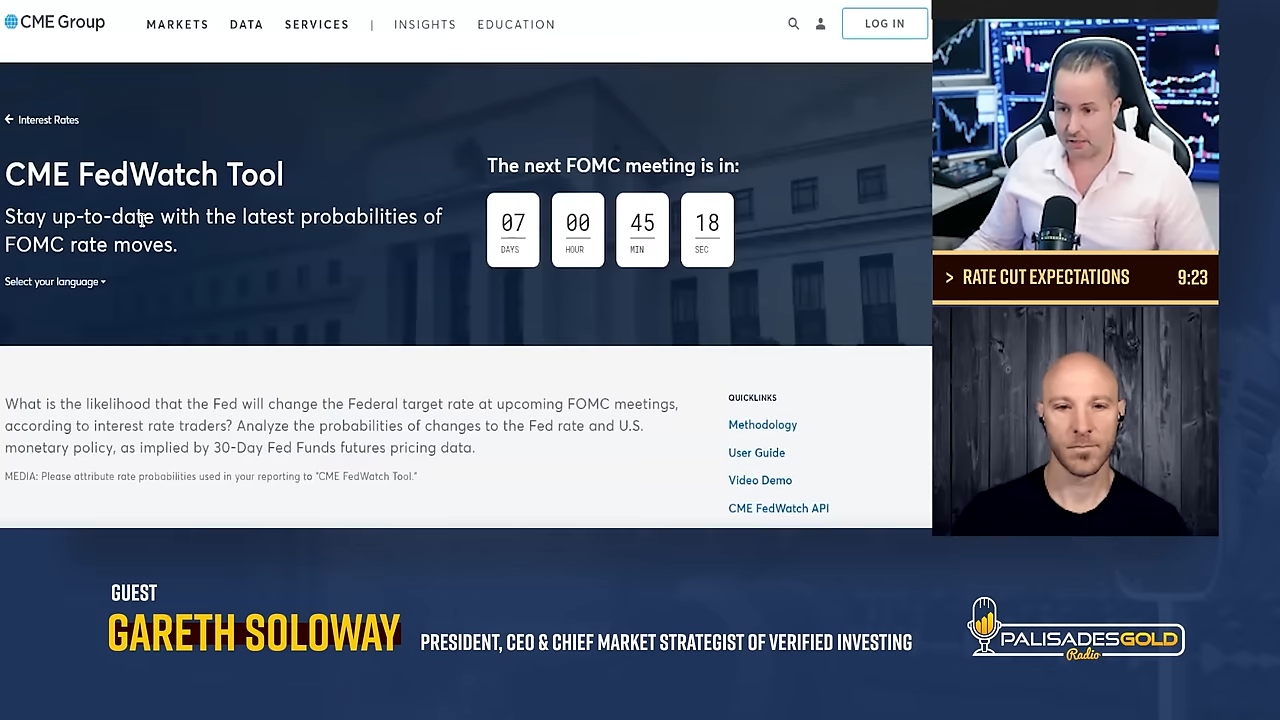 CME Group
MARKETS DATA SERVICES | INSIGHTS EDUCATION
LOG IN
← Interest Rates
CME FedWatch Tool
Stay up-to-date with the latest probabilities of
FOMC rate moves.
Select your language
The next FOMC meeting is in:
07 00 45 18
DAYS HOUR MIN SEC
What is the likelihood that the Fed will change the Federal target rate at upcoming FOMC meetings,
according to interest rate traders? Analyze the probabilities of changes to the Fed rate and U.S.
monetary policy, as implied by 30-Day Fed Funds futures pricing data.
MEDIA: Please attribute rate probabilities used in your reporting to "CME FedWatch Tool."
QUICKLINKS
Methodology
User Guide
Video Demo
CME FedWatch API
> RATE CUT EXPECTATIONS 9:23
GUEST
GARETH SOLOWAY
PRESIDENT, CEO & CHIEF MARKET STRATEGIST OF VERIFIED INVESTING
PALISADESGOLD
Radio